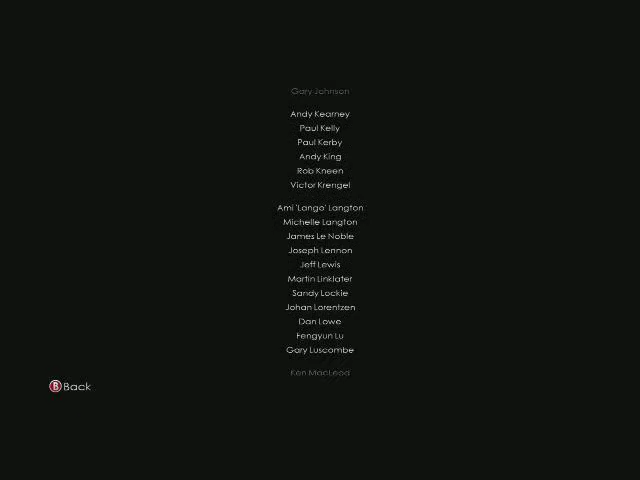 Gary Johnson
Andy Kearney
Paul Kelly
Paul Kerby
Andy King
Rob Kneen
Victor Krengel
Ami 'Lango' Langton
Michelle Langton
James Le Noble
Joseph Lennon
Jeff Lewis
Martin Linklater
Sandy Lockie
Johan Lorentzen
Dan Lowe
Fengyun Lu
Gary Luscombe
Ken MacLeod
B Back